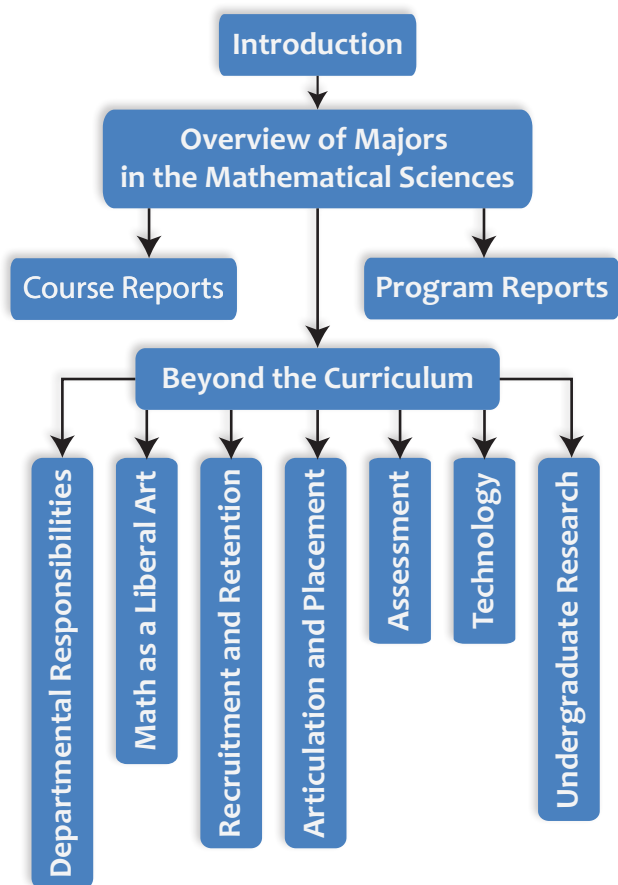 Introduction
Overview of Majors
in the Mathematical Sciences
Course Reports
Program Reports
Beyond the Curriculum
Departmental Responsibilities
Math as a Liberal Art
Recruitment and Retention
Articulation and Placement
Assessment
Technology
Undergraduate Research